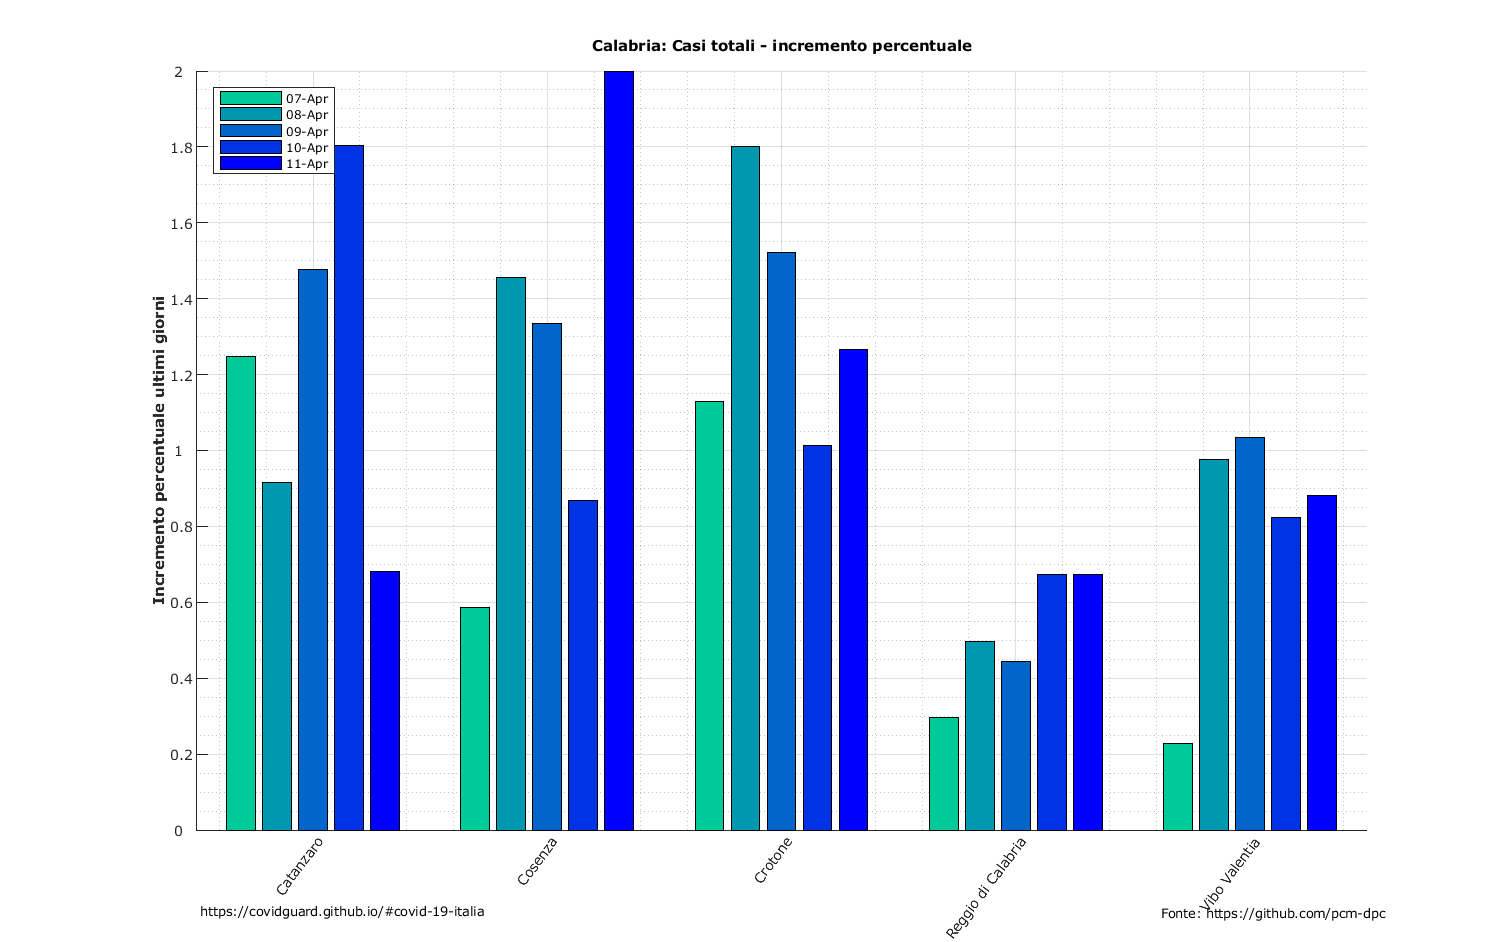 Calabria: Casi totali - incremento percentuale
Incremento percentuale ultimi giorni
2
1.8
1.6
1.4
1.2
1
0.8
0.6
0.4
0.2
0
07-Apr
08-Apr
09-Apr
10-Apr
11-Apr
Catanzaro
Cosenza
Crotone
Reggio di Calabria
Vibo Valentia
https://covidguard.github.io/#covid-19-italia
Fonte: https://github.com/pcm-dpc